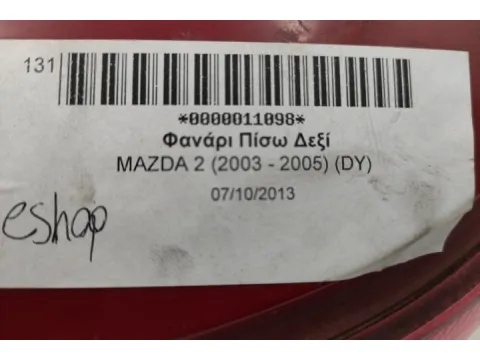 131
*0000011098*
Φανάρι Πίσω Δεξί
MAZDA 2 (2003 - 2005) (DY)
07/10/2013
eshop